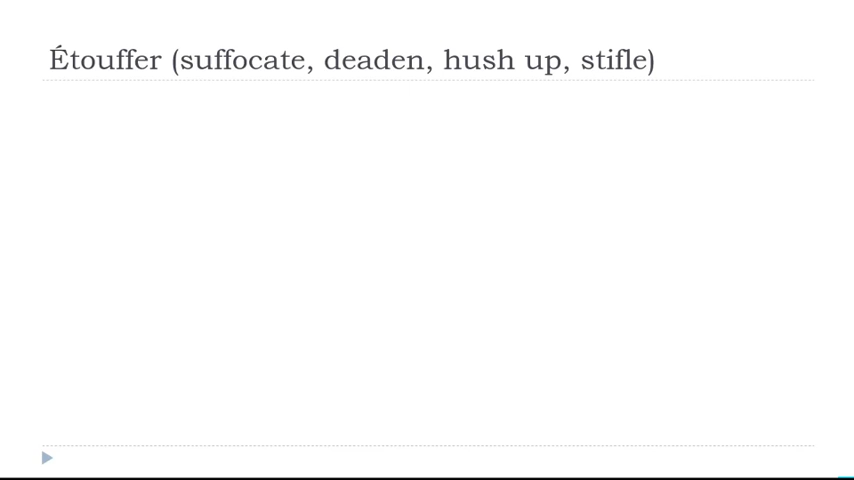 Étouffer (suffocate, deaden, hush up, stifle)